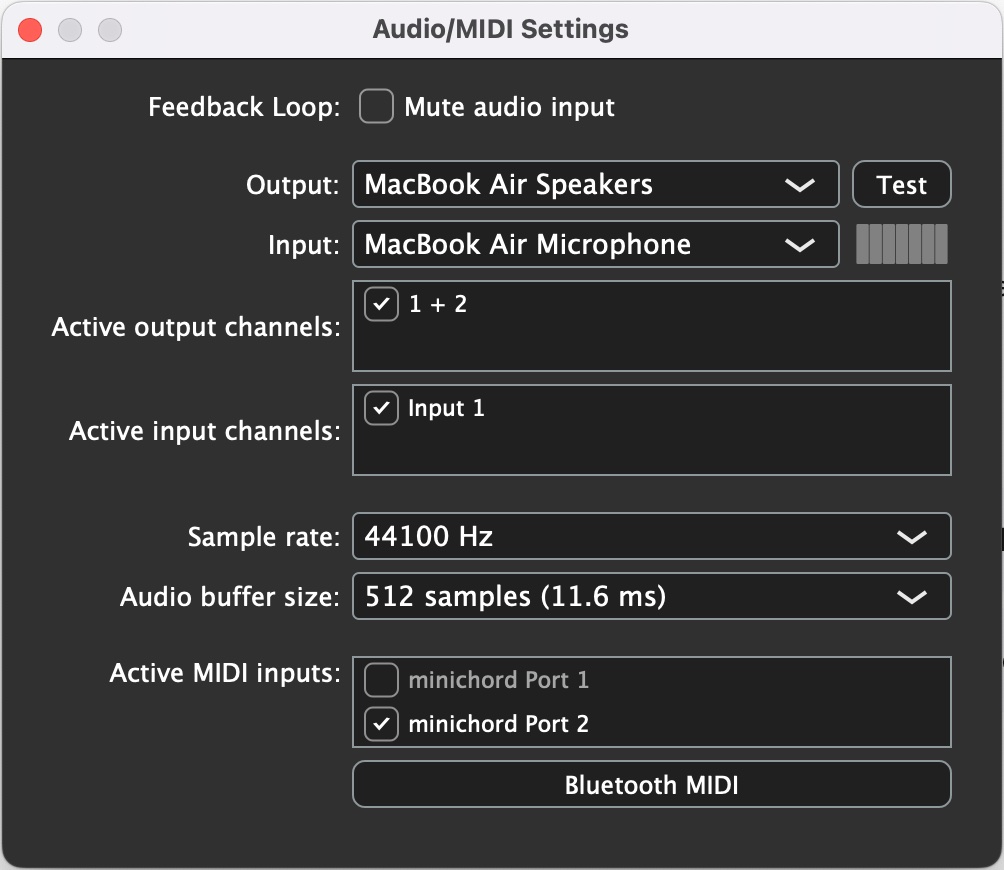 Audio/MIDI Settings
Feedback Loop: Mute audio input
Output: MacBook Air Speakers Test
Input: MacBook Air Microphone
Active output channels: 1 + 2
Active input channels: Input 1
Sample rate: 44100 Hz
Audio buffer size: 512 samples (11.6 ms)
Active MIDI inputs: minichord Port 1
minichord Port 2
Bluetooth MIDI